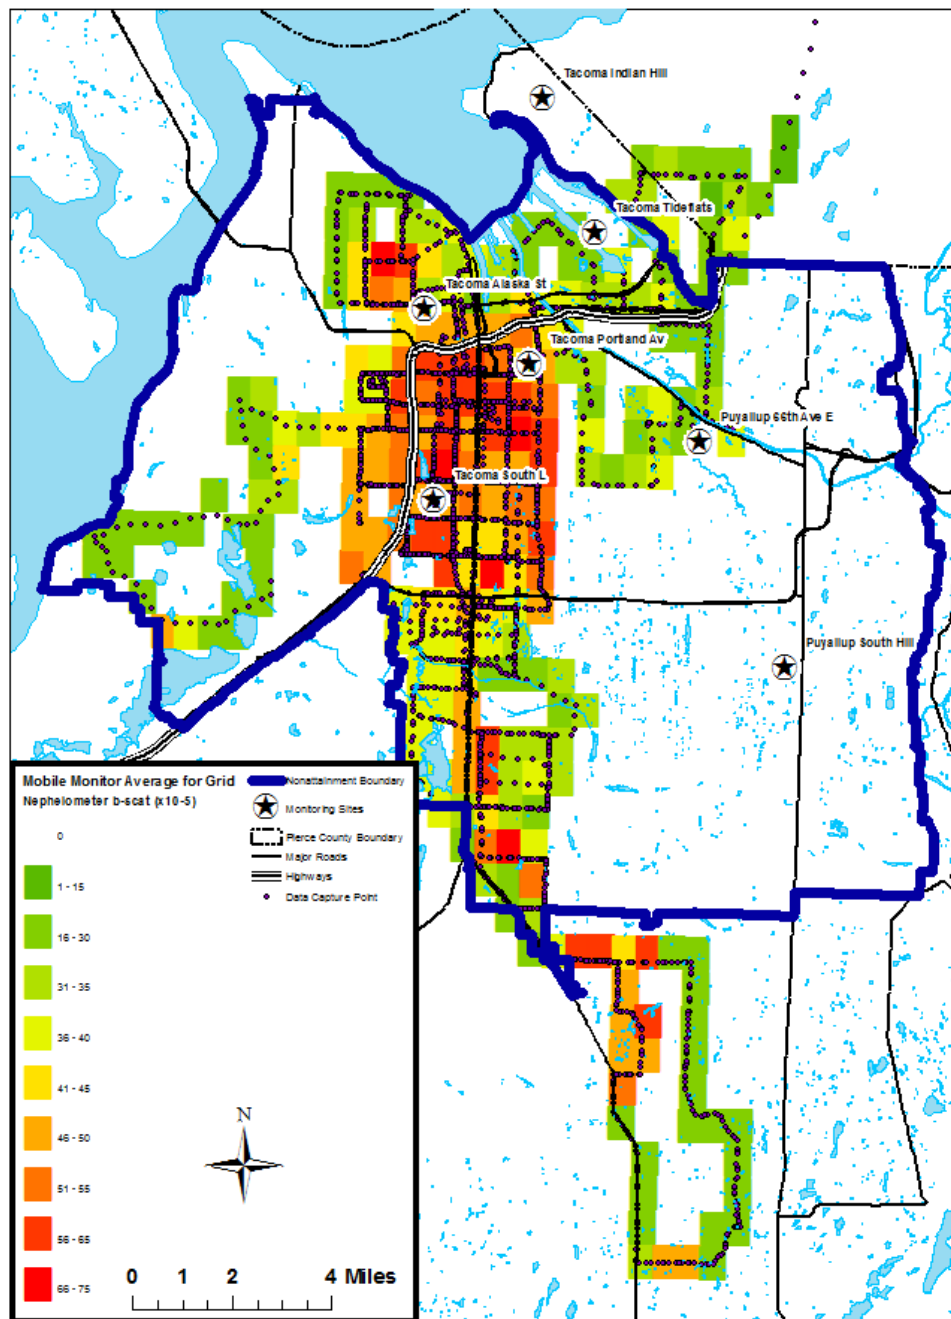 Tacoma Indian Hill
Tacoma Tideflats
Tacoma Alaska St
Tacoma Portland Av
Puyallup 66th Ave E
Tacoma South L
Puyallup South Hill
Mobile Monitor Average for Grid
Nephelometer b-scat (x10-5)
0
1 - 15
16 - 30
31 - 35
36 - 40
41 - 45
46 - 50
51 - 55
56 - 65
66 - 75
Nonattainment Boundary
Monitoring Sites
Pierce County Boundary
Major Roads
Highways
Data Capture Point
N
0 1 2 4 Miles